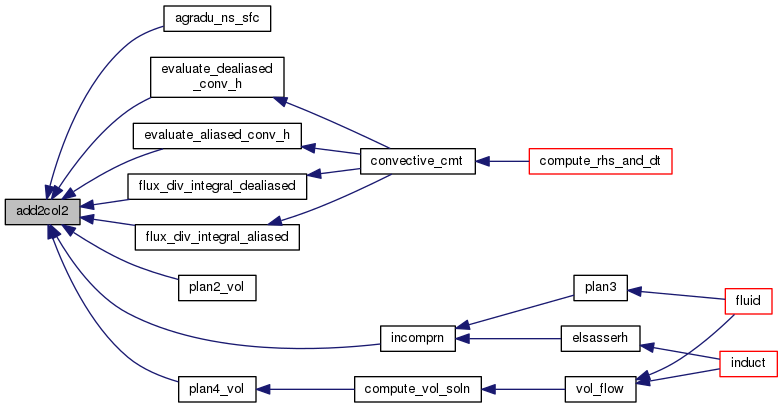 agradu_ns_sfc
evaluate_dealiased
_conv_h
evaluate_aliased_conv_h
convective_cmt
compute_rhs_and_dt
flux_div_integral_dealiased
add2col2
flux_div_integral_aliased
plan2_vol
plan3
fluid
incomprn
elsasserh
induct
plan4_vol
compute_vol_soln
vol_flow